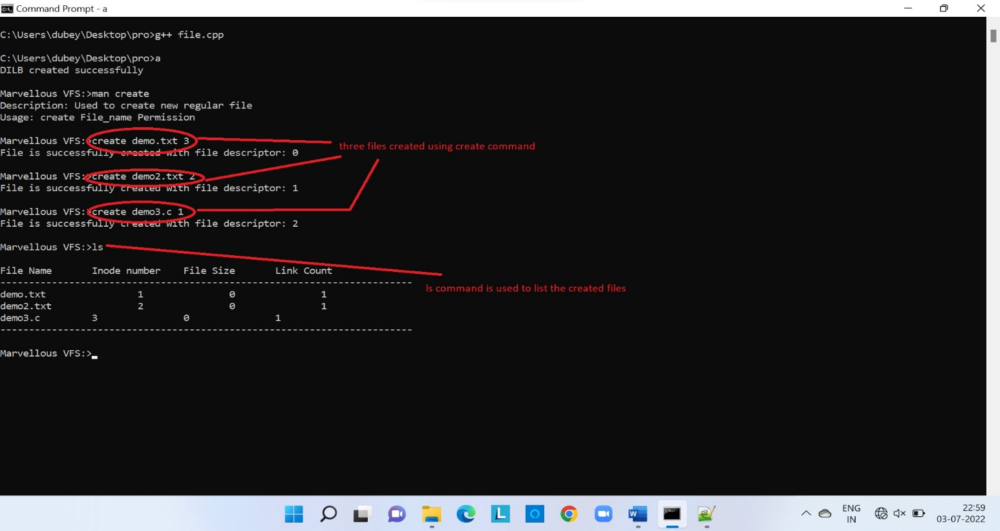 Command Prompt - a
C:\Users\dubey\Desktop\pro>g++ file.cpp
C:\Users\dubey\Desktop\pro>a
DILB created successfully
Marvellous VFS:>man create
Description: Used to create new regular file
Usage: create File_name Permission
Marvellous VFS:>create demo.txt 3
three files created using create command
File is successfully created with file descriptor: 0
Marvellous VFS:>create demo2.txt 2
File is successfully created with file descriptor: 1
Marvellous VFS:>create demo3.c 1
File is successfully created with file descriptor: 2
Marvellous VFS:>ls
File Name Inode number File Size Link Count
------------------------------------------------------------------------
ls command is used to list the created files
demo.txt 1 0 1
demo2.txt 2 0 1
demo3.c 3 0 1
------------------------------------------------------------------------
Marvellous VFS:>
ENG
IN
22:59
03-07-2022